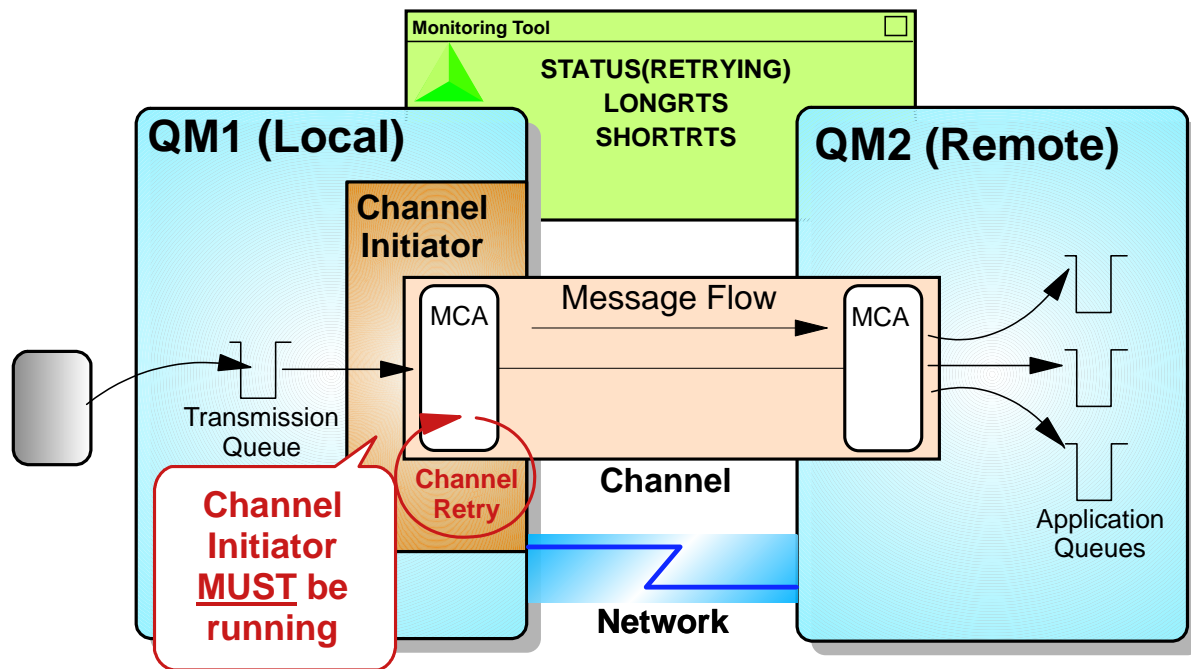 Monitoring Tool
STATUS(RETRYING)
LONGRTS
SHORTRTS
QM1 (Local)
QM2 (Remote)
Channel
Initiator
MCA
Message Flow
MCA
Transmission
Queue
Channel
Retry
Channel
Application
Queues
Channel
Initiator
MUST be
running
Network